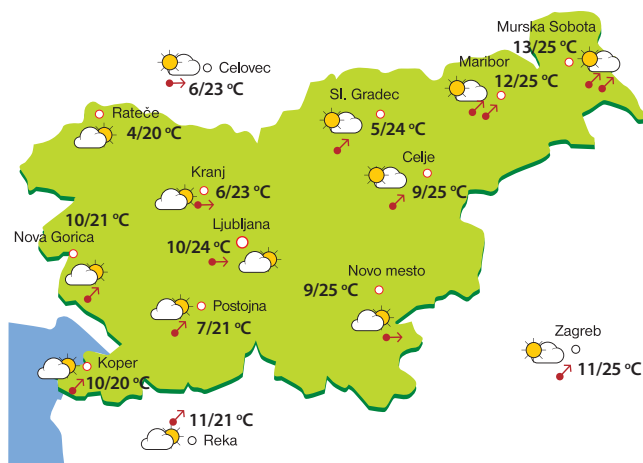 Murska Sobota
13/25 °C
Maribor
12/25 °C
Celovec
6/23 °C
Sl. Gradec
5/24 °C
Rateče
4/20 °C
Celje
9/25 °C
Kranj
6/23 °C
10/21 °C
Nová Gorica
Ljubljana
10/24 °C
Novo mesto
9/25 °C
Postojna
7/21 °C
Zagreb
11/25 °C
Koper
10/20 °C
11/21 °C
Reka